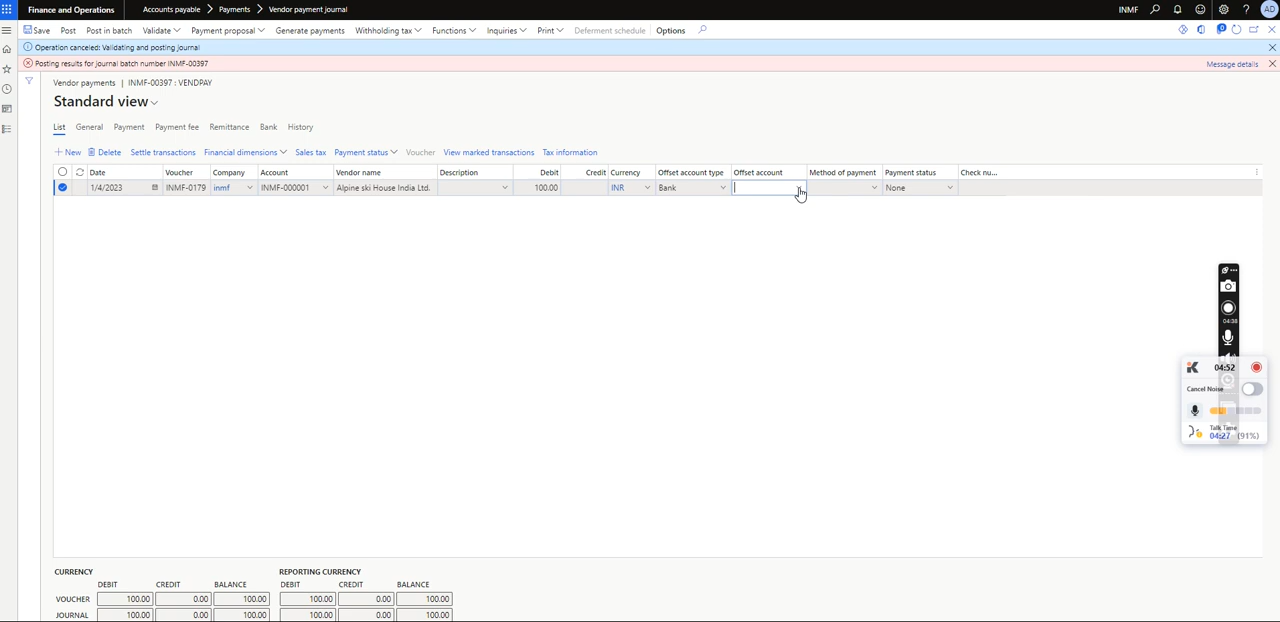 Finance and Operations Accounts payable Payments Vendor payment journal INMF ? AD
Save Post Post in batch Validate Payment proposal Generate payments Withholding tax Functions Inquiries Print Deferment schedule Options
Operation canceled: Validating and posting journal
Posting results for journal batch number INMF-00397 Message details
Vendor payments | INMF-00397 : VENDPAY
Standard view
List General Payment Payment fee Remittance Bank History
+ New Delete Settle transactions Financial dimensions Sales tax Payment status Voucher View marked transactions Tax information
Date Voucher Company Account Vendor name Description Debit Credit Currency Offset account type Offset account Method of payment Payment status Check nu...
1/4/2023 INMF-0179 inmf INMF-000001 Alpine ski House India Ltd. 100.00 INR Bank None
04:38
04:52
Cancel Noise
Talk Time
04:27 (91%)
CURRENCY REPORTING CURRENCY
DEBIT CREDIT BALANCE DEBIT CREDIT BALANCE
VOUCHER 100.00 0.00 100.00 100.00 0.00 100.00
JOURNAL 100.00 0.00 100.00 100.00 0.00 100.00